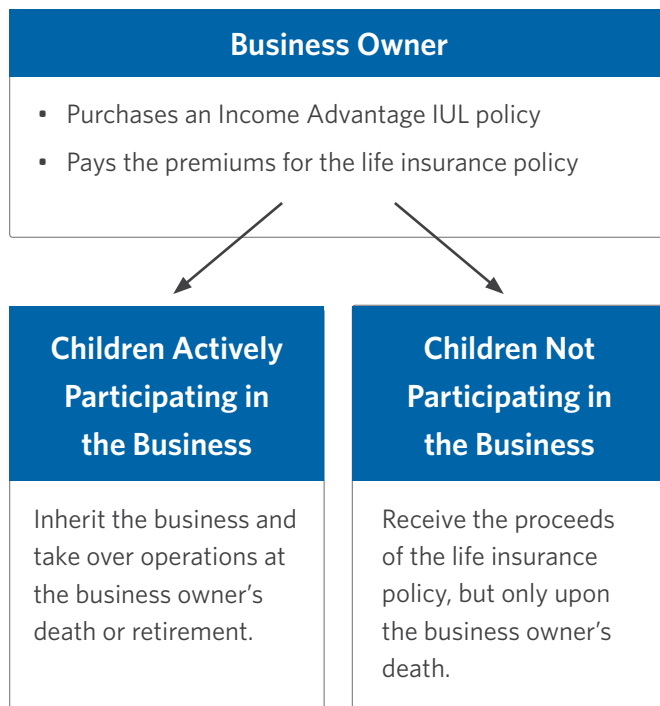 Business Owner
• Purchases an Income Advantage IUL policy
• Pays the premiums for the life insurance policy
Children Actively
Participating in
the Business
Inherit the business and
take over operations at
the business owner’s
death or retirement.
Children Not
Participating in
the Business
Receive the proceeds
of the life insurance
policy, but only upon
the business owner’s
death.